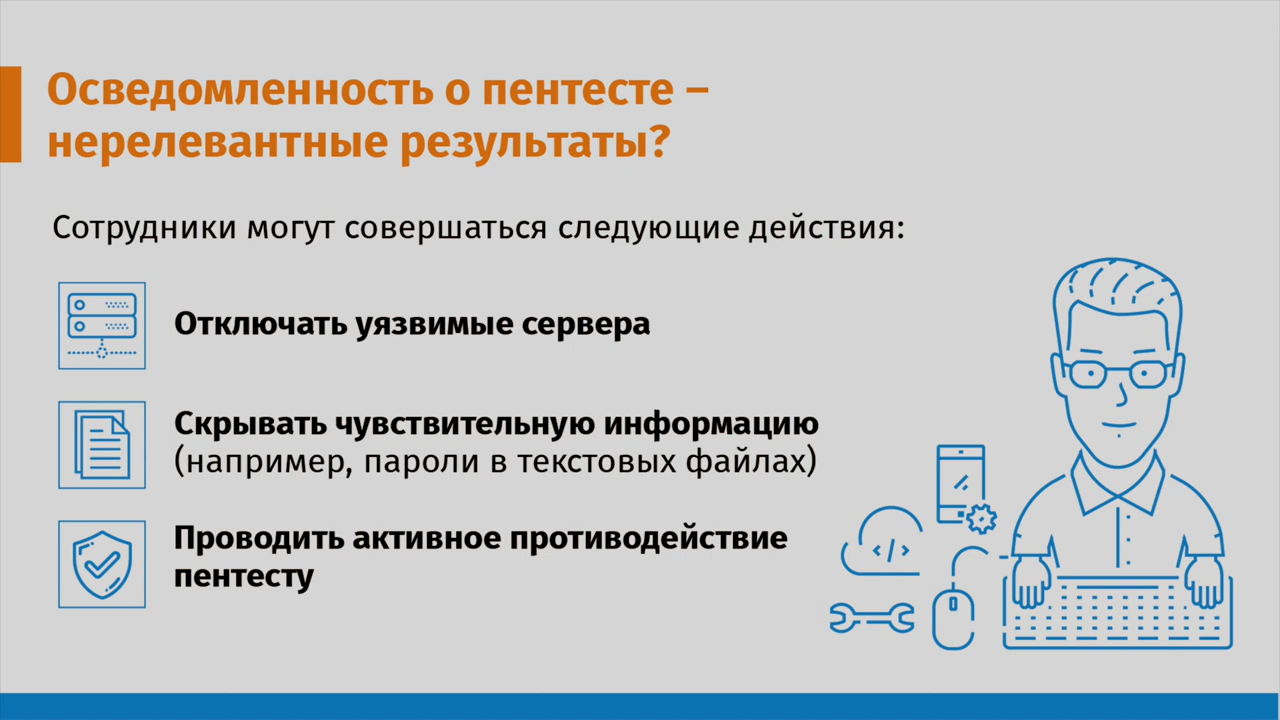 Осведомленность о пентесте –
нерелевантные результаты?
Сотрудники могут совершаться следующие действия:
Отключать уязвимые сервера
Скрывать чувствительную информацию
(например, пароли в текстовых файлах)
Проводить активное противодействие
пентесту